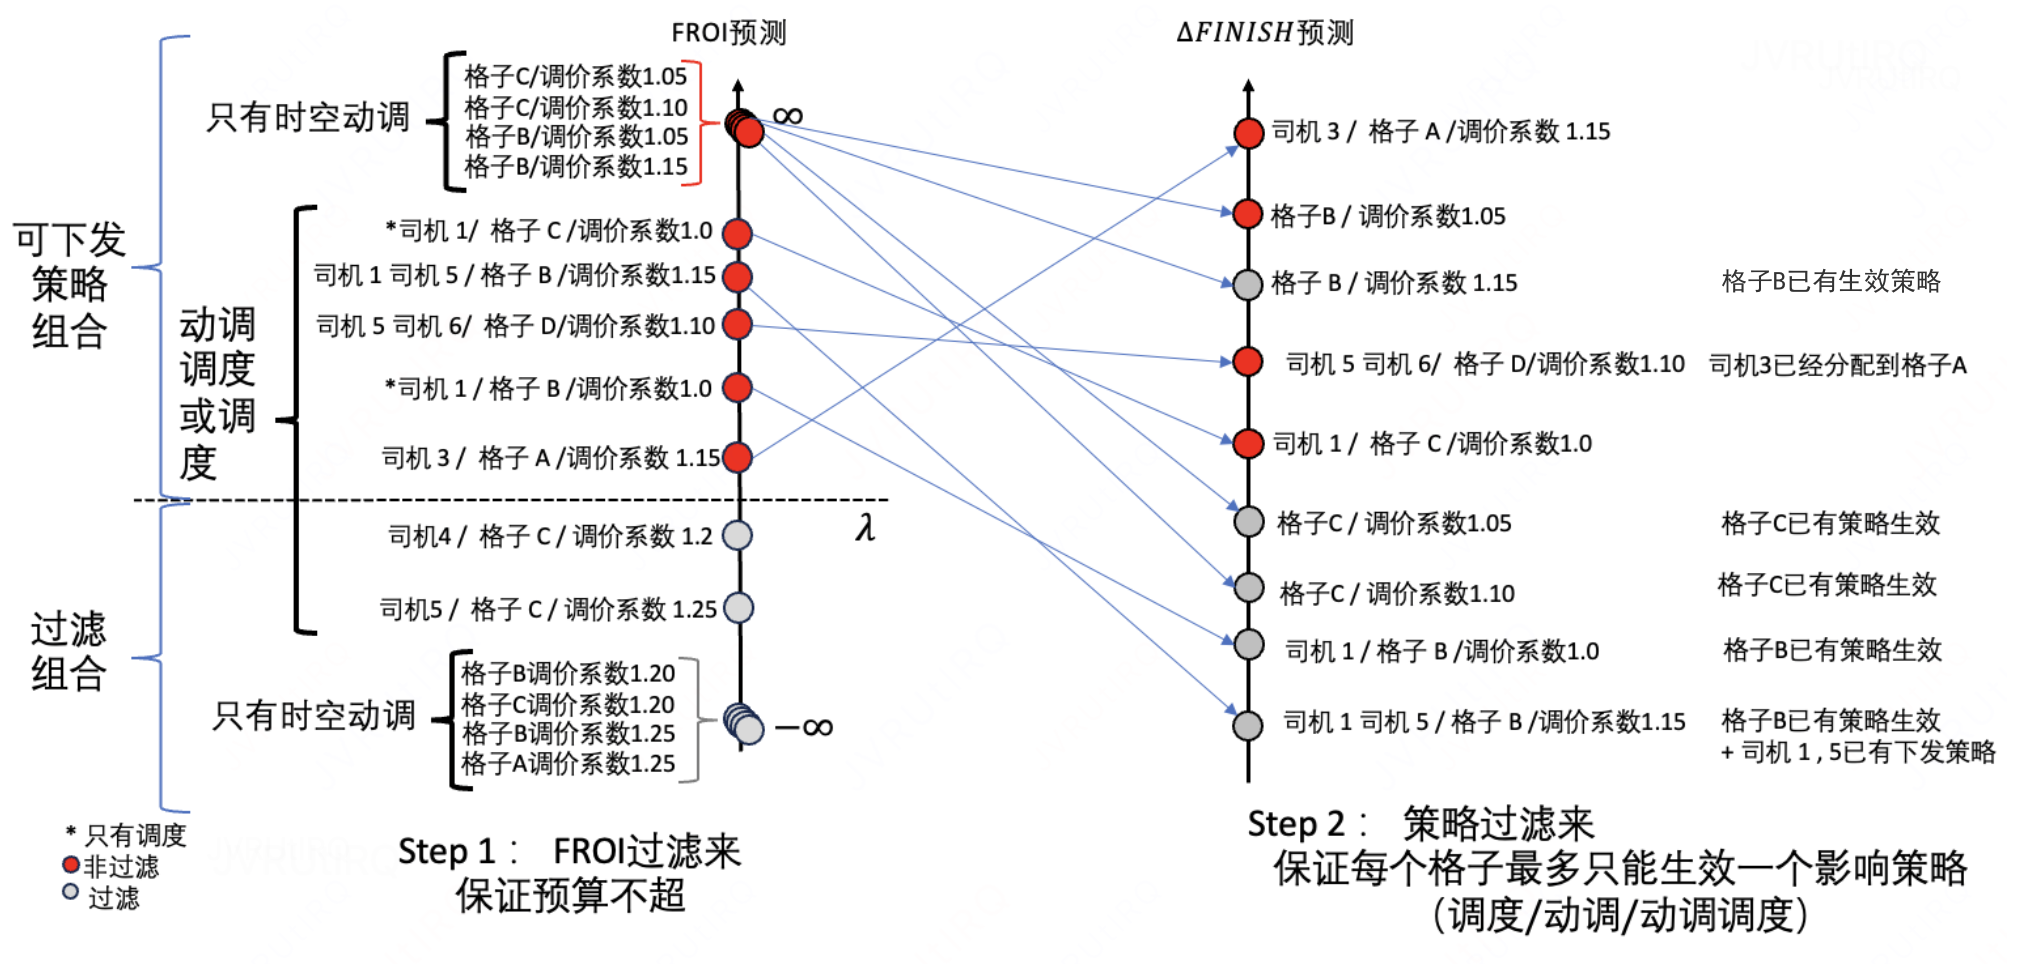 FROI预测
格子C/调价系数1.05
格子C/调价系数1.10
格子B/调价系数1.05
格子B/调价系数1.15
只有时空动调
∞
*司机 1/ 格子 C /调价系数1.0
司机 1 司机 5 / 格子 B /调价系数1.15
司机 5 司机 6/ 格子 D/调价系数1.10
*司机 1 / 格子 B /调价系数1.0
司机 3 / 格子 A /调价系数 1.15
可下发
策略
组合
动调
调度
或调
度
λ
司机4 / 格子 C / 调价系数 1.2
司机5 / 格子 C / 调价系数 1.25
过滤
组合
只有时空动调
格子B调价系数1.20
格子C调价系数1.20
格子B调价系数1.25
格子A调价系数1.25
−∞
* 只有调度
非过滤
过滤
Step 1： FROI过滤来
保证预算不超
ΔFINISH预测
司机 3 / 格子 A /调价系数 1.15
格子B / 调价系数1.05
格子 B / 调价系数 1.15
格子B已有生效策略
司机 5 司机 6/ 格子 D/调价系数1.10
司机3已经分配到格子A
司机 1 / 格子 C /调价系数1.0
格子C / 调价系数1.05
格子C已有策略生效
格子C / 调价系数1.10
格子C已有策略生效
司机 1 / 格子 B /调价系数1.0
格子B已有策略生效
司机 1 司机 5 / 格子 B /调价系数1.15
格子B已有策略生效
+ 司机 1 , 5已有下发策略
Step 2： 策略过滤来
保证每个格子最多只能生效一个影响策略
（调度/动调/动调调度）
JVRUIRO